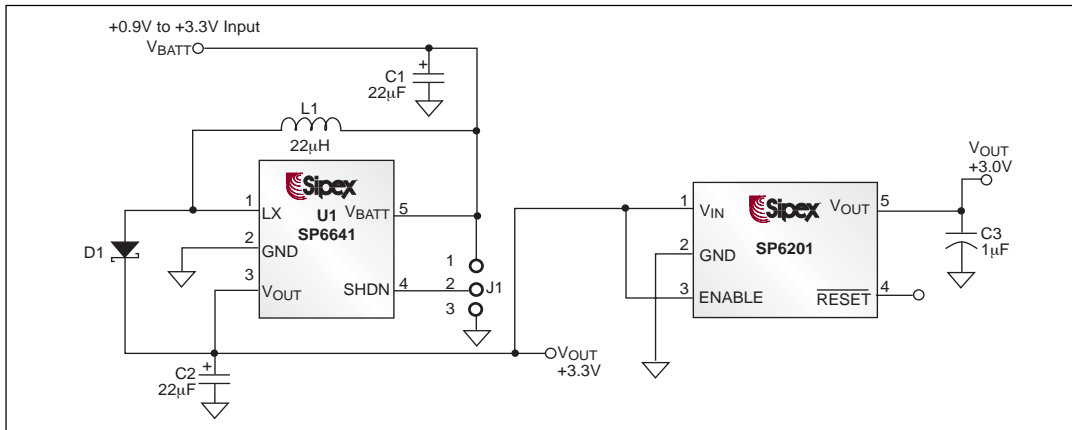 +0.9V to +3.3V Input
VBATT
C1
+
22μF
L1
22μH
Sipex
U1
SP6641
1
LX
VBATT
5
2
GND
3
VOUT
SHDN
4
1
2
3
J1
D1
C2
+
22μF
VOUT
+3.3V
Sipex
SP6201
1
VIN
VOUT
5
2
GND
3
ENABLE
RESET
4
VOUT
+3.0V
C3
1μF